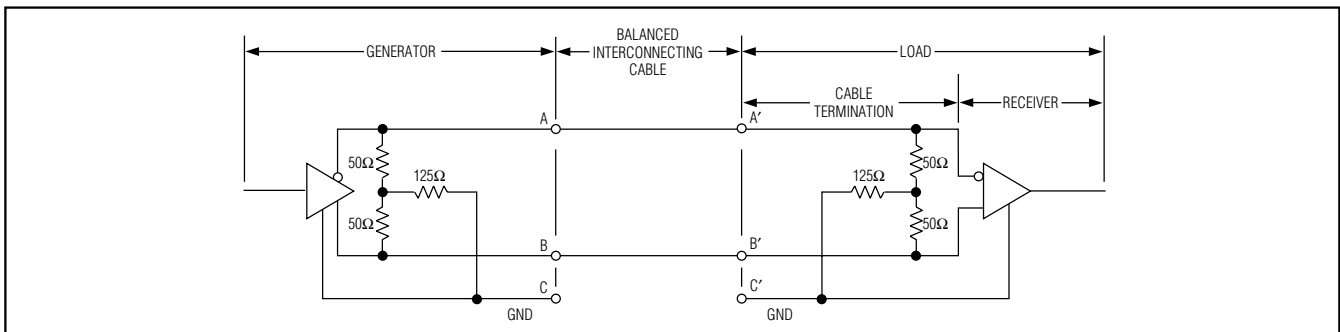 GENERATOR
BALANCED
INTERCONNECTING
CABLE
LOAD
CABLE
TERMINATION
RECEIVER
A
A′
50Ω
125Ω
50Ω
50Ω
125Ω
50Ω
B
B′
C
C′
GND
GND